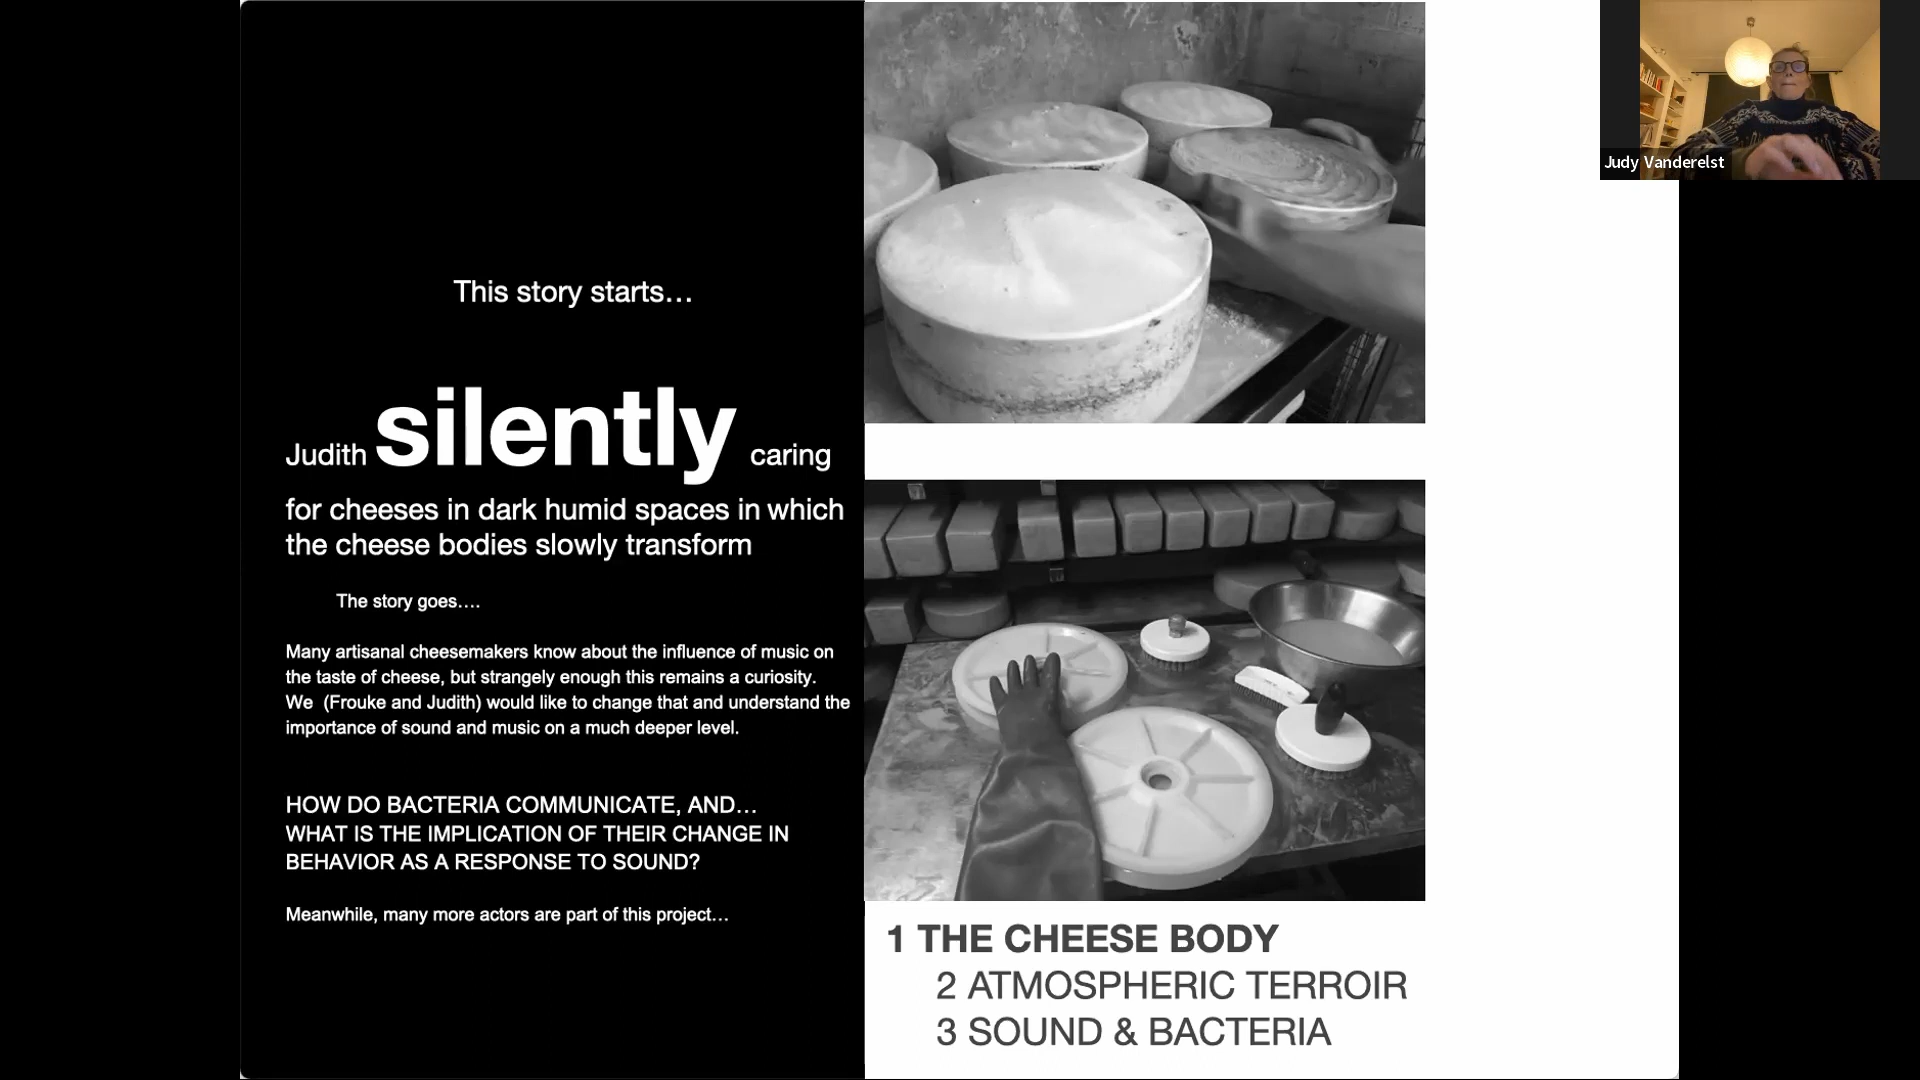 This story starts…
Judith silently caring
for cheeses in dark humid spaces in which
the cheese bodies slowly transform
The story goes….
Many artisanal cheesemakers know about the influence of music on
the taste of cheese, but strangely enough this remains a curiosity.
We (Frouke and Judith) would like to change that and understand the
importance of sound and music on a much deeper level.
HOW DO BACTERIA COMMUNICATE, AND…
WHAT IS THE IMPLICATION OF THEIR CHANGE IN
BEHAVIOR AS A RESPONSE TO SOUND?
Meanwhile, many more actors are part of this project…
1 THE CHEESE BODY
2 ATMOSPHERIC TERROIR
3 SOUND & BACTERIA
Judy Vanderelst